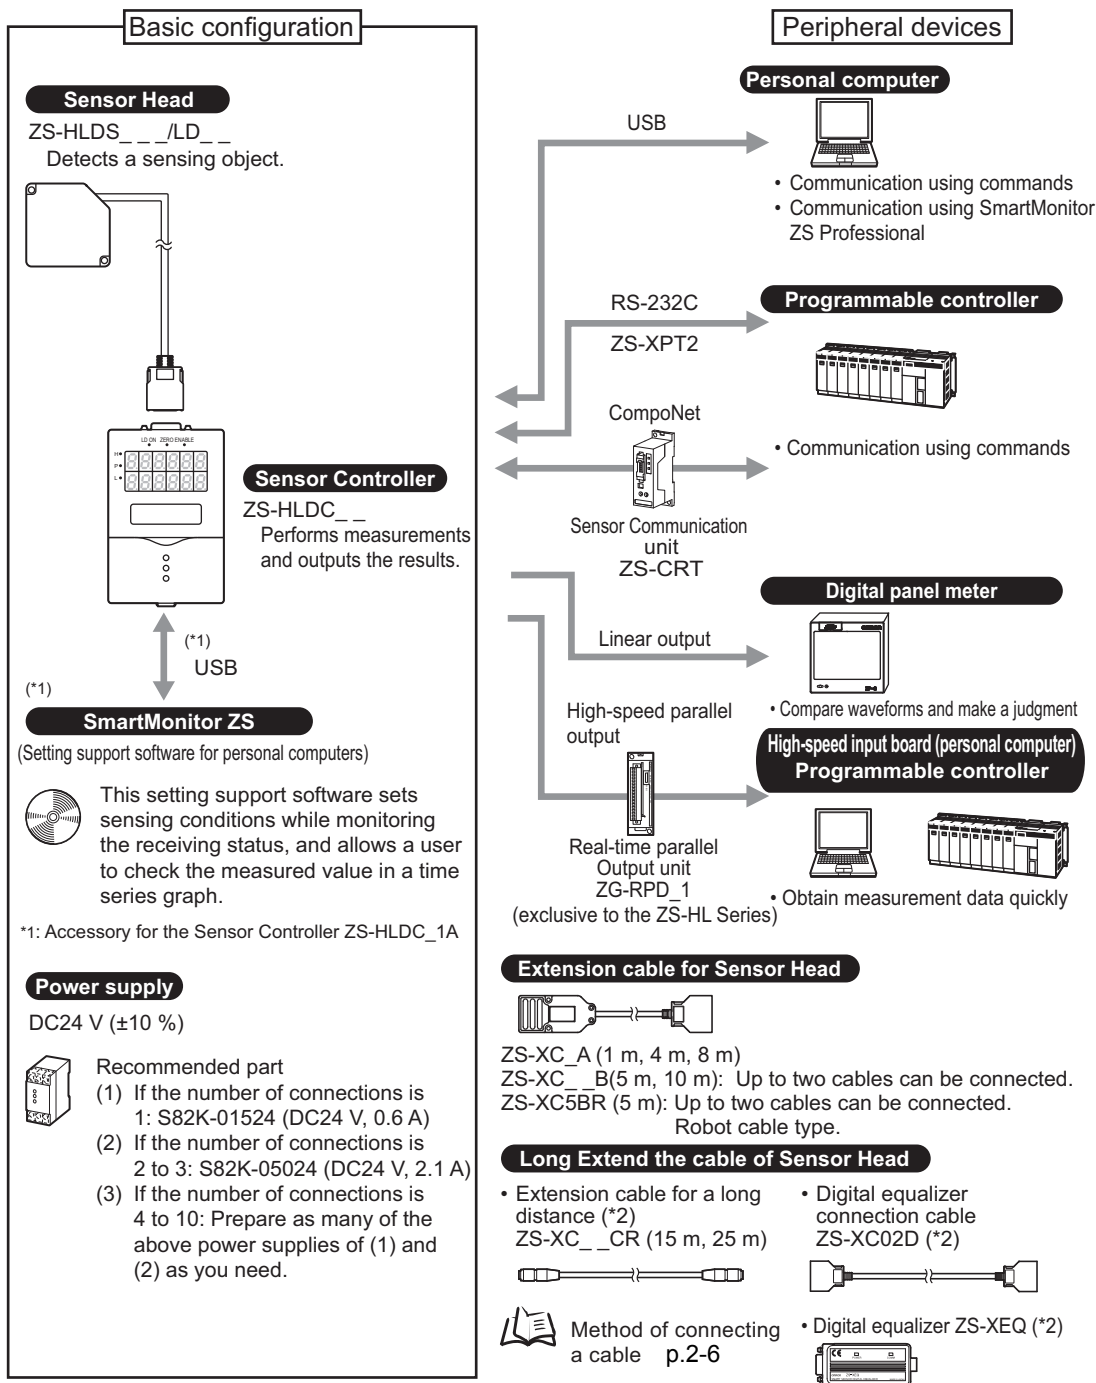 Basic configuration
Sensor Head
ZS-HLDS_ _ _/LD_ _
Detects a sensing object.
LD ON ZERO ENABLE
H
P
L
Sensor Controller
ZS-HLDC_ _
Performs measurements
and outputs the results.
(*1)
USB
(*1)
SmartMonitor ZS
(Setting support software for personal computers)
This setting support software sets
sensing conditions while monitoring
the receiving status, and allows a user
to check the measured value in a time
series graph.
*1: Accessory for the Sensor Controller ZS-HLDC_1A
Power supply
DC24 V (±10 %)
Recommended part
(1) If the number of connections is
1: S82K-01524 (DC24 V, 0.6 A)
(2) If the number of connections is
2 to 3: S82K-05024 (DC24 V, 2.1 A)
(3) If the number of connections is
4 to 10: Prepare as many of the
above power supplies of (1) and
(2) as you need.
Peripheral devices
Personal computer
USB
• Communication using commands
• Communication using SmartMonitor
ZS Professional
RS-232C
ZS-XPT2
Programmable controller
CompoNet
• Communication using commands
Sensor Communication
unit
ZS-CRT
Digital panel meter
Linear output
• Compare waveforms and make a judgment
High-speed parallel
output
High-speed input board (personal computer)
Programmable controller
Real-time parallel
Output unit
ZG-RPD_1
(exclusive to the ZS-HL Series)
• Obtain measurement data quickly
Extension cable for Sensor Head
ZS-XC_A (1 m, 4 m, 8 m)
ZS-XC_ _B(5 m, 10 m): Up to two cables can be connected.
ZS-XC5BR (5 m): Up to two cables can be connected.
Robot cable type.
Long Extend the cable of Sensor Head
• Extension cable for a long
distance (*2)
ZS-XC_ _CR (15 m, 25 m)
• Digital equalizer
connection cable
ZS-XC02D (*2)
Method of connecting
a cable p.2-6
• Digital equalizer ZS-XEQ (*2)